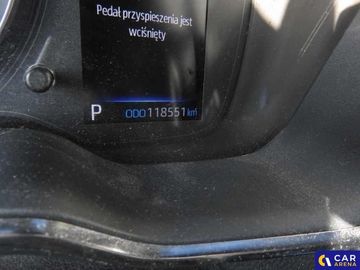 Pedał przyspieszenia jest
wciśnięty
P ODO 118551 km
CAR
ARENA